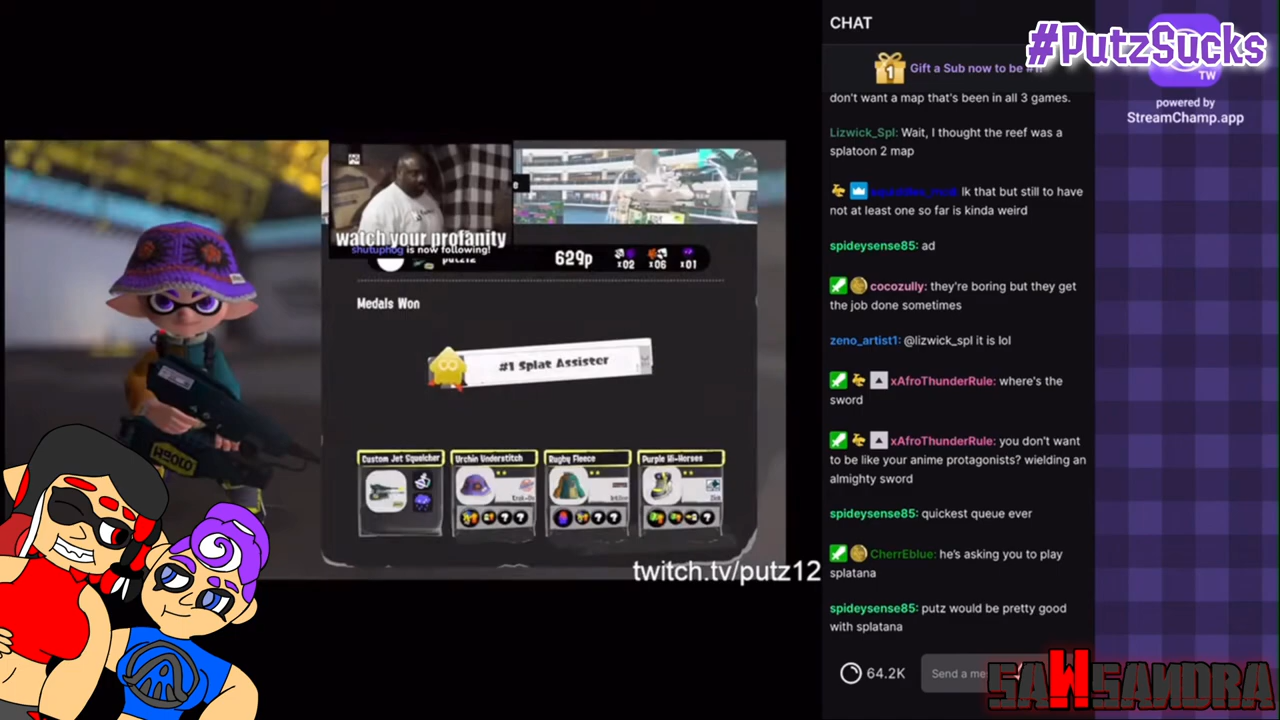 CHAT
#PutzSucks
1
Gift a Sub now to be #1!
TW
powered by
StreamChamp.app
don't want a map that's been in all 3 games.
Lizwick_Spl: Wait, I thought the reef was a
splatoon 2 map
Ik that but still to have
not at least one so far is kinda weird
spideysense85: ad
cocozully: they're boring but they get
the job done sometimes
zeno_artist1: @lizwick_spl it is lol
xAfroThunderRule: where's the
sword
xAfroThunderRule: you don't want
to be like your anime protagonists? wielding an
almighty sword
spideysense85: quickest queue ever
CherrEblue: he's asking you to play
splatana
spideysense85: putz would be pretty good
with splatana
64.2K
Send a me
SAWSANDRA
watch your profanity
shutuphog is now following!
putz12
629p
x02
x06
x01
Medals Won
#1 Splat Assister
Custom Jet Squelcher
Urchin Understitch
Rugby Fleece
Purple Hi-Horses
twitch.tv/putz12